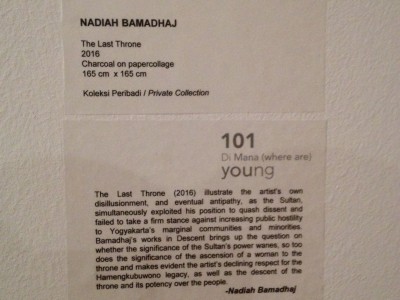 NADIAH BAMADHAJ
The Last Throne
2016
Charcoal on papercollage
165 cm x 165 cm
Koleksi Peribadi / Private Collection
101
Di Mana (where are)
young
The Last Throne (2016) illustrate the artist's own
disillusionment, and eventual antipathy, as the Sultan,
simultaneously exploited his position to quash dissent and
failed to take a firm stance against increasing public hostility
to Yogyakarta's marginal communities and minorities.
Bamadhaj's works in Descent brings up the question on
whether the significance of the Sultan's power wanes, so too
does the significance of the ascension of a woman to the
throne and makes evident the artist's declining respect for the
Hamengkubuwono legacy, as well as the descent of the
throne and its potency over the people.
-Nadiah Bamadhaj